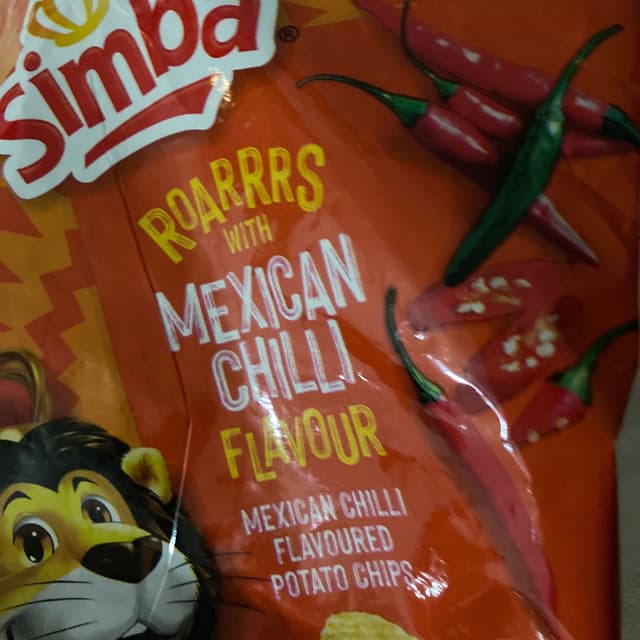 Simba ®
ROARRRS
WITH
MEXICAN
CHILLI
FLAVOUR
MEXICAN CHILLI
FLAVOURED
POTATO CHIPS